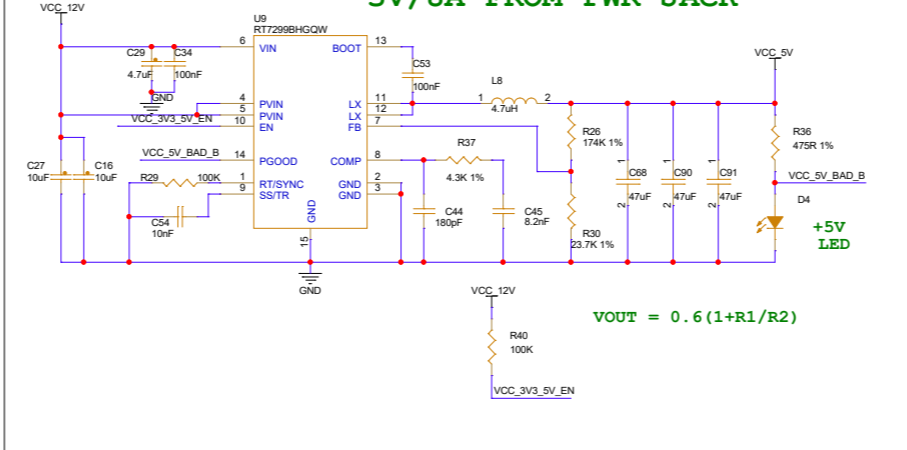 5V/8A FROM PWR JACK
VCC_12V
U9
RT7299BHGQW
6 VIN
BOOT 13
C29
4.7uF
C34
100nF
GND
C53
100nF
VCC_5V
4 PVIN
5 PVIN
10 EN
VCC_3V3_5V_EN
LX 11
LX 12
FB 7
L8
1 2
4.7uH
R26
174K 1%
R36
475R 1%
VCC_5V_BAD_B
14 PGOOD
COMP 8
R37
4.3K 1%
C27
10uF
C16
10uF
R29 100K
1 RT/SYNC
9 SS/TR
GND 2
GND 3
GND
15
C54
10nF
C44
180pF
C45
8.2nF
R30
23.7K 1%
1
C68
47uF
2
1
C90
47uF
2
1
C91
47uF
2
VCC_5V_BAD_B
D4
+5V
LED
GND
VCC_12V
R40
100K
VCC_3V3_5V_EN
VOUT = 0.6(1+R1/R2)